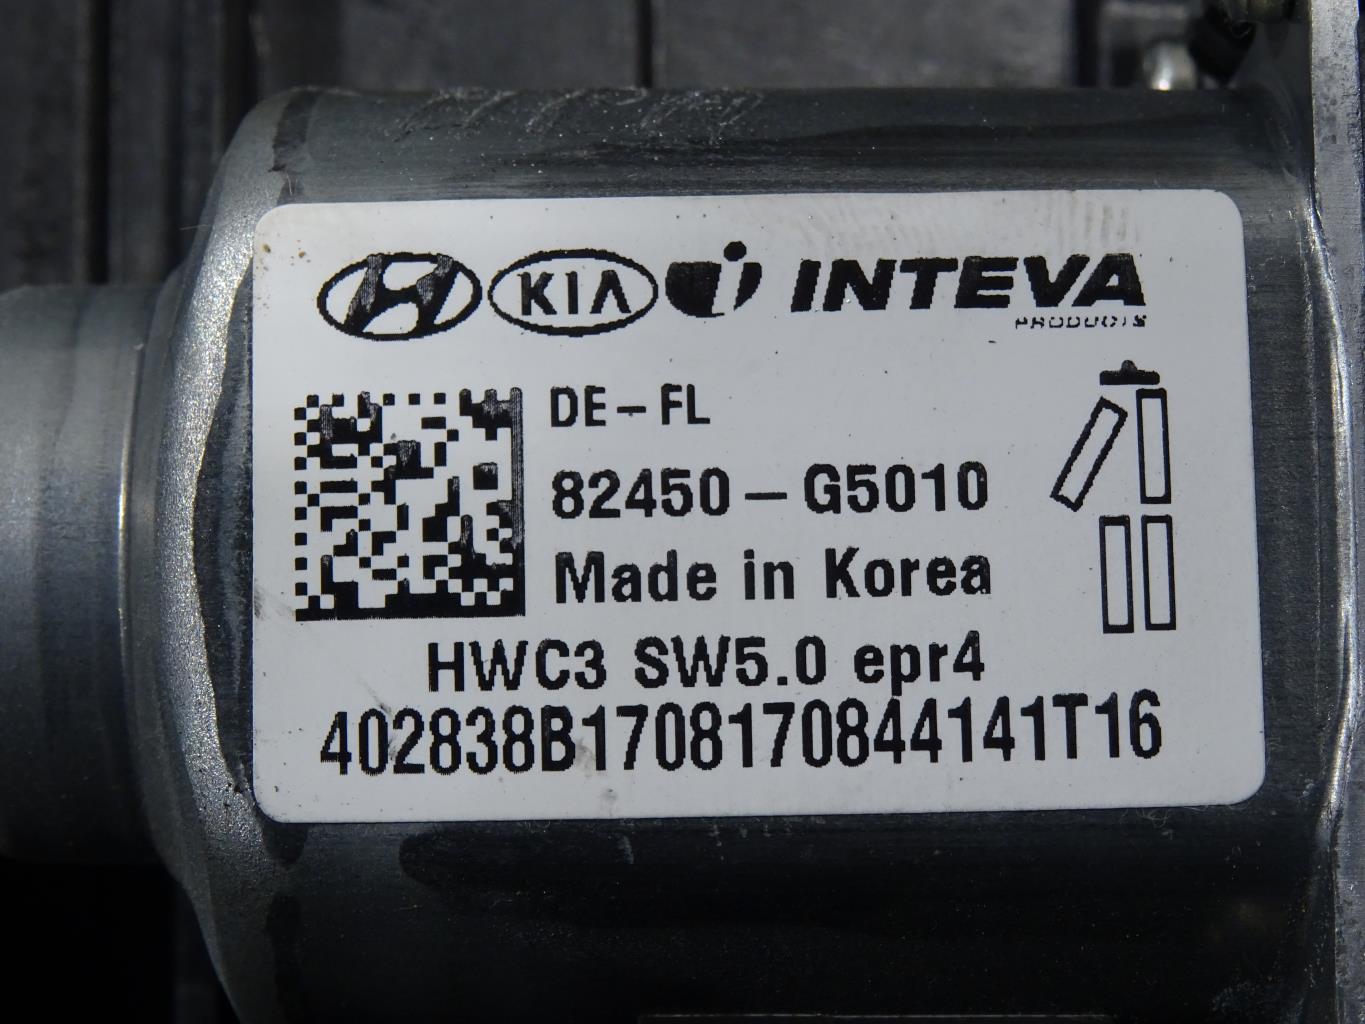 KIA INTEVA
PRODUCTS
DE-FL
82450-G5010
Made in Korea
HWC3 SW5.0 epr4
402838B1708170844141T16